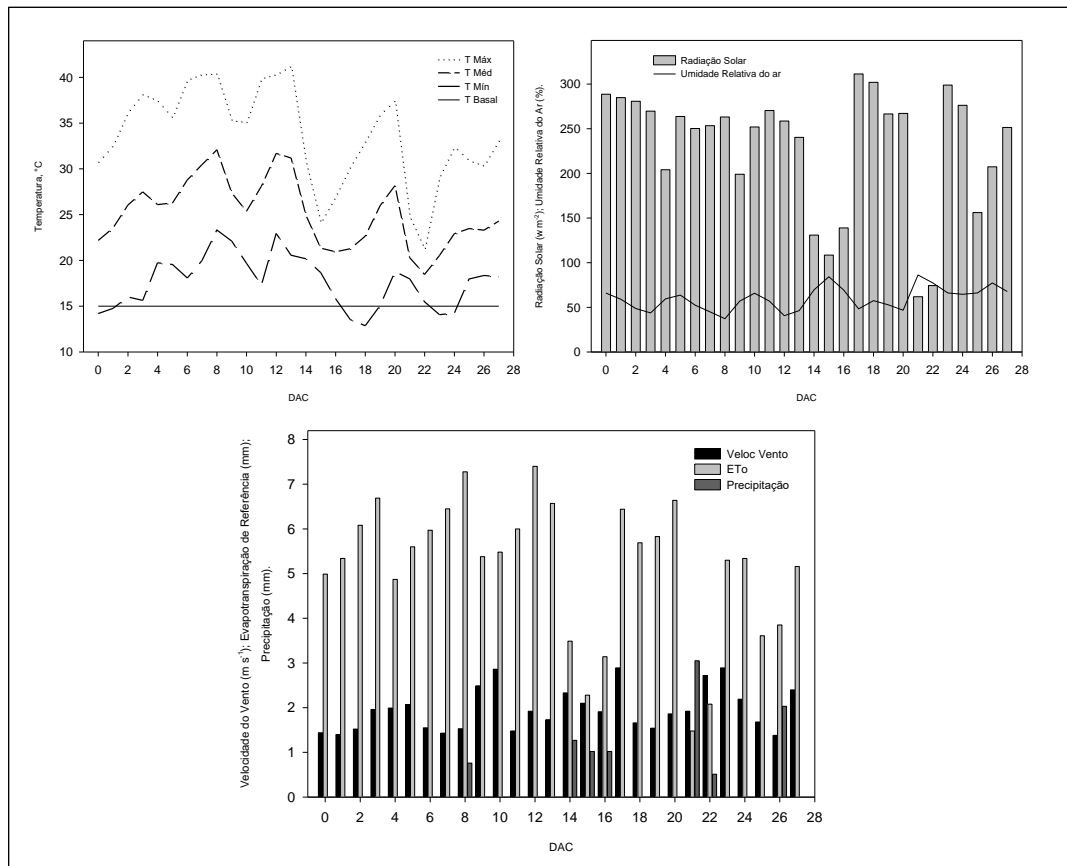 Temperatura, °C
40
35
30
25
20
15
10
T Máx
T Méd
T Mín
T Basal
0 2 4 6 8 10 12 14 16 18 20 22 24 26 28
DAC
Radiação Solar (w m-2); Umidade Relativa do Ar (%).
300
250
200
150
100
50
0
Radiação Solar
Umidade Relativa do ar
0 2 4 6 8 10 12 14 16 18 20 22 24 26 28
DAC
Velocidade do Vento (m s-1); Evapotranspiração de Referência (mm);
Precipitação (mm).
8
7
6
5
4
3
2
1
0
Veloc Vento
ETo
Precipitação
0 2 4 6 8 10 12 14 16 18 20 22 24 26 28
DAC